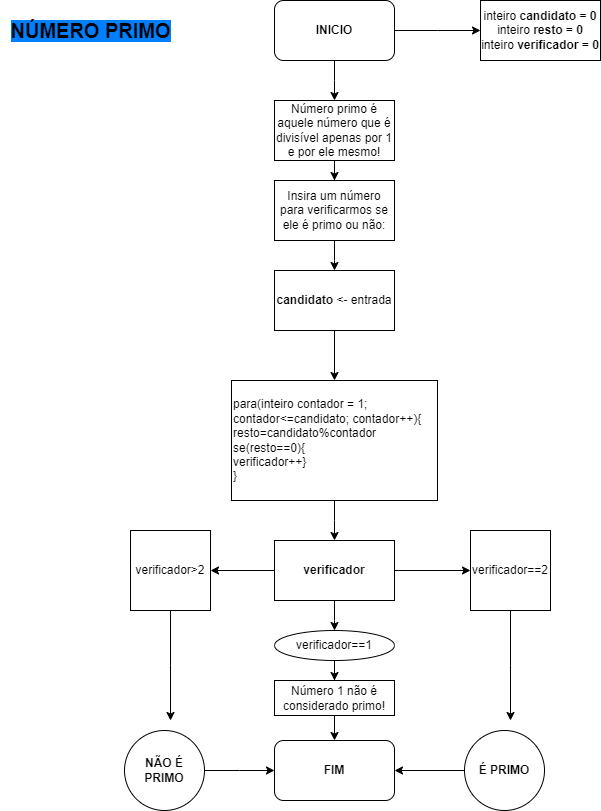 NÚMERO PRIMO
INICIO
inteiro candidato = 0
inteiro resto = 0
inteiro verificador = 0
Número primo é
aquele número que é
divisível apenas por 1
e por ele mesmo!
Insira um número
para verificarmos se
ele é primo ou não:
candidato <- entrada
para(inteiro contador = 1;
contador<=candidato; contador++){
resto=candidato%contador
se(resto==0){
verificador++}
}
verificador>2
verificador
verificador==2
verificador==1
Número 1 não é
considerado primo!
NÃO É
PRIMO
FIM
É PRIMO